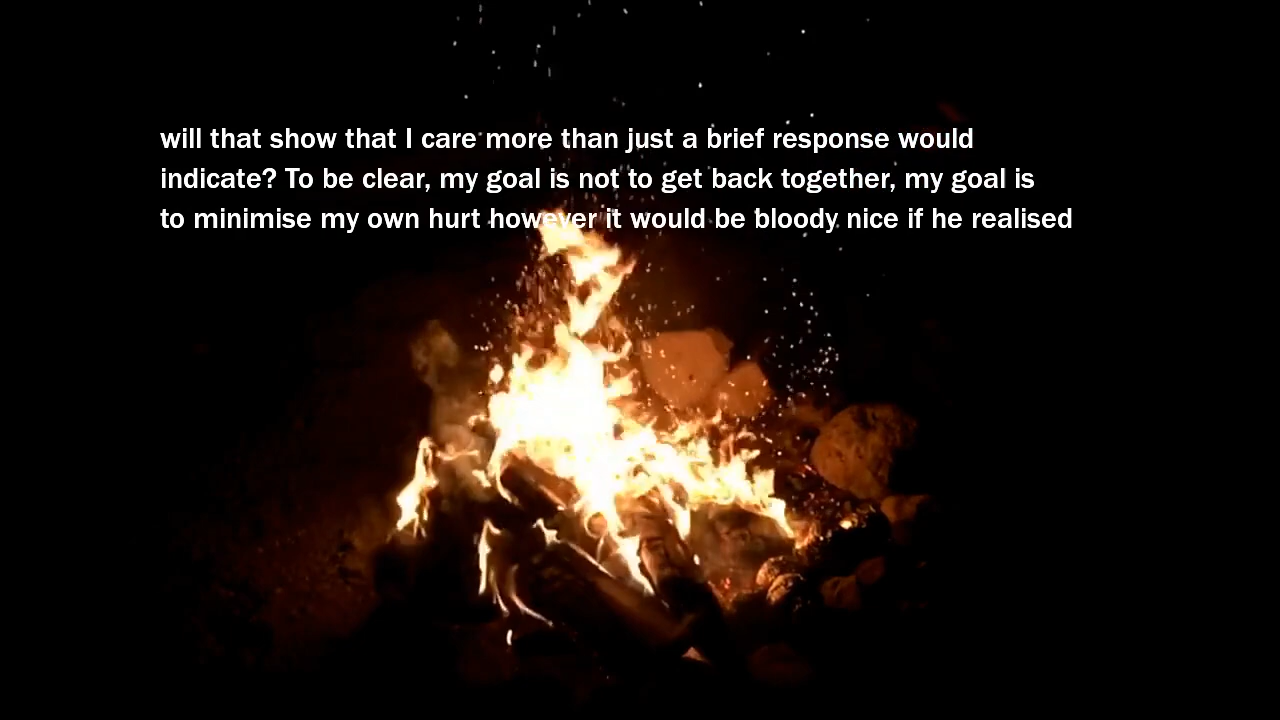 will that show that I care more than just a brief response would
indicate? To be clear, my goal is not to get back together, my goal is
to minimise my own hurt however it would be bloody nice if he realised